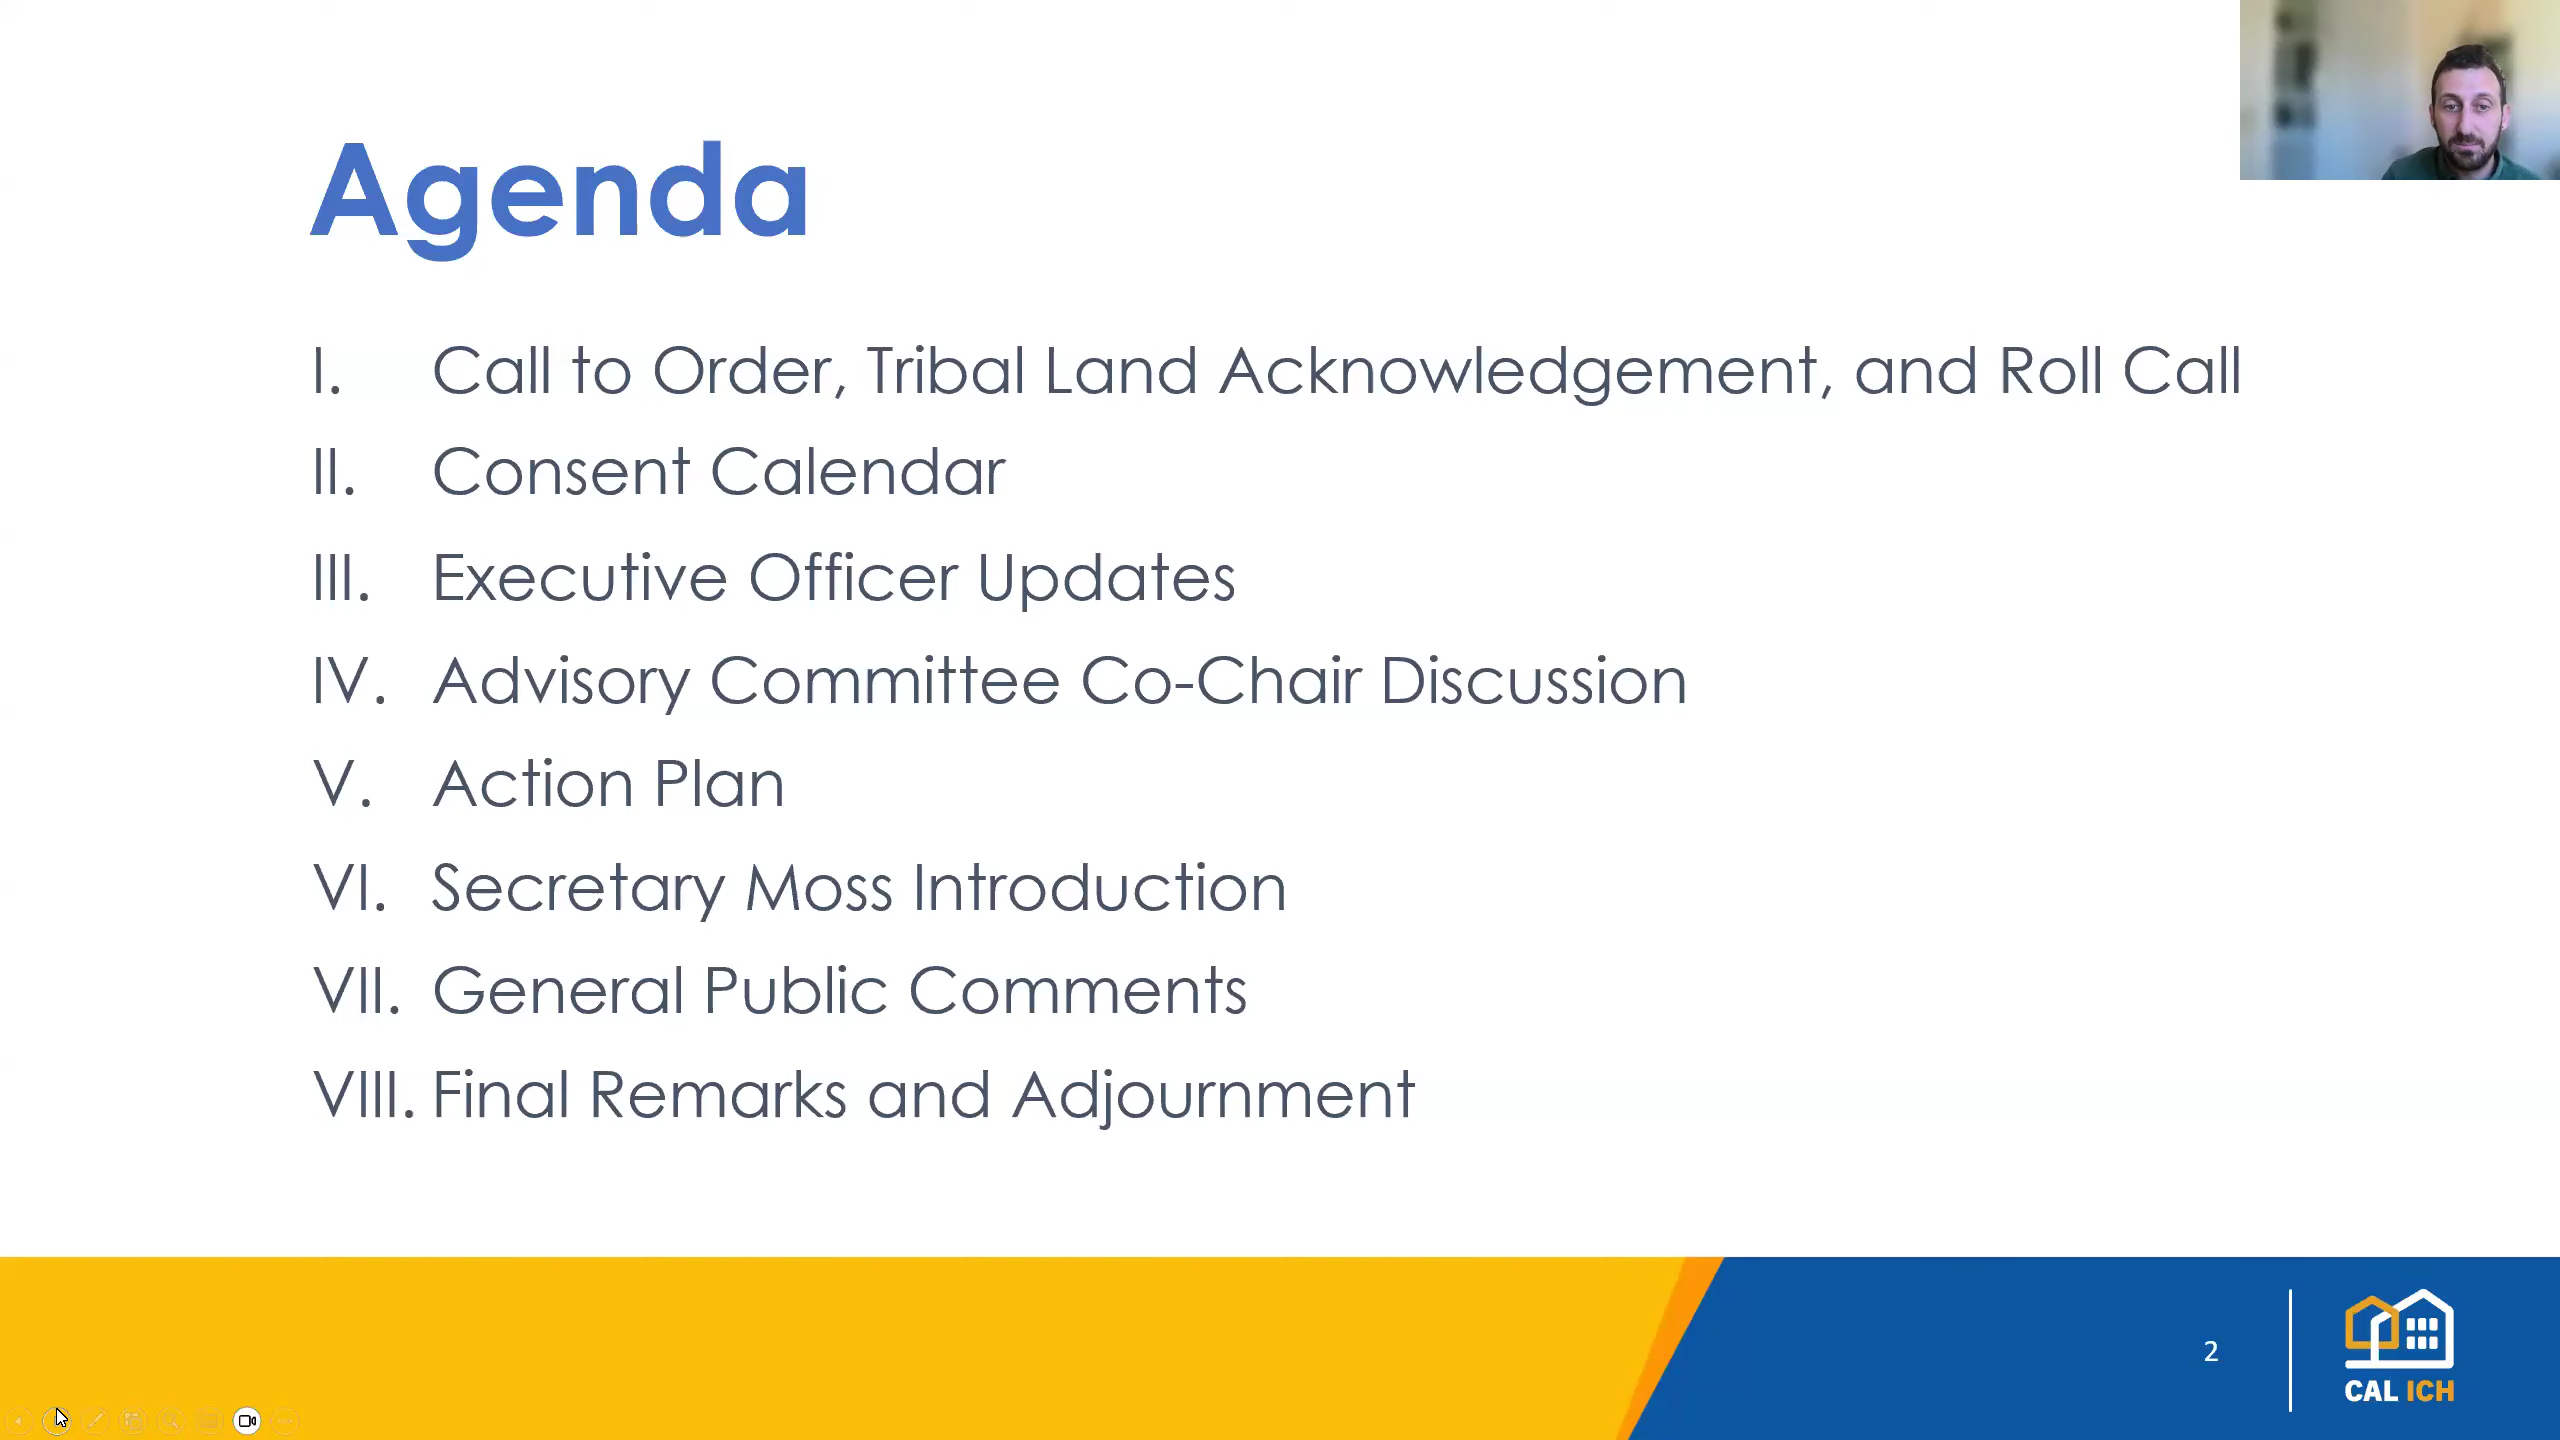 Agenda
I. Call to Order, Tribal Land Acknowledgement, and Roll Call
II. Consent Calendar
III. Executive Officer Updates
IV. Advisory Committee Co-Chair Discussion
V. Action Plan
VI. Secretary Moss Introduction
VII. General Public Comments
VIII. Final Remarks and Adjournment
2
CAL ICH